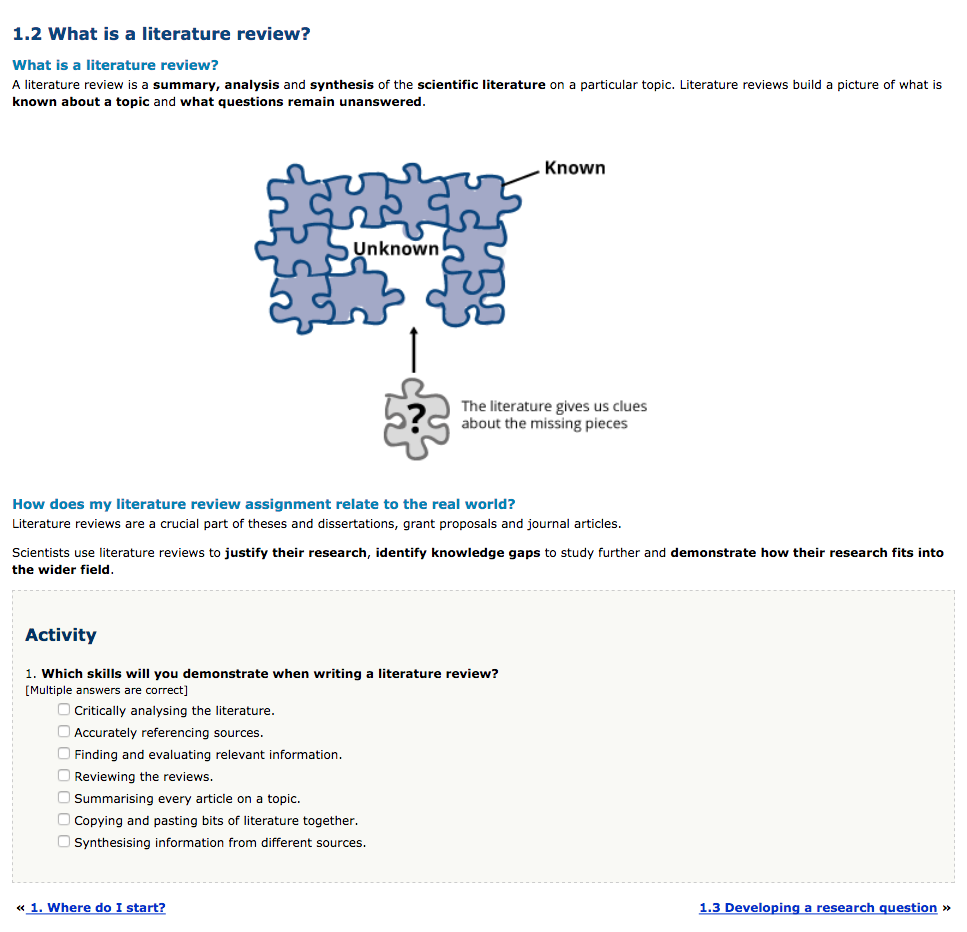 1.2 What is a literature review?
What is a literature review?
A literature review is a summary, analysis and synthesis of the scientific literature on a particular topic. Literature reviews build a picture of what is
known about a topic and what questions remain unanswered.
Known
Unknown
?
The literature gives us clues
about the missing pieces
How does my literature review assignment relate to the real world?
Literature reviews are a crucial part of theses and dissertations, grant proposals and journal articles.
Scientists use literature reviews to justify their research, identify knowledge gaps to study further and demonstrate how their research fits into
the wider field.
Activity
1. Which skills will you demonstrate when writing a literature review?
[Multiple answers are correct]
Critically analysing the literature.
Accurately referencing sources.
Finding and evaluating relevant information.
Reviewing the reviews.
Summarising every article on a topic.
Copying and pasting bits of literature together.
Synthesising information from different sources.
« 1. Where do I start?
1.3 Developing a research question »